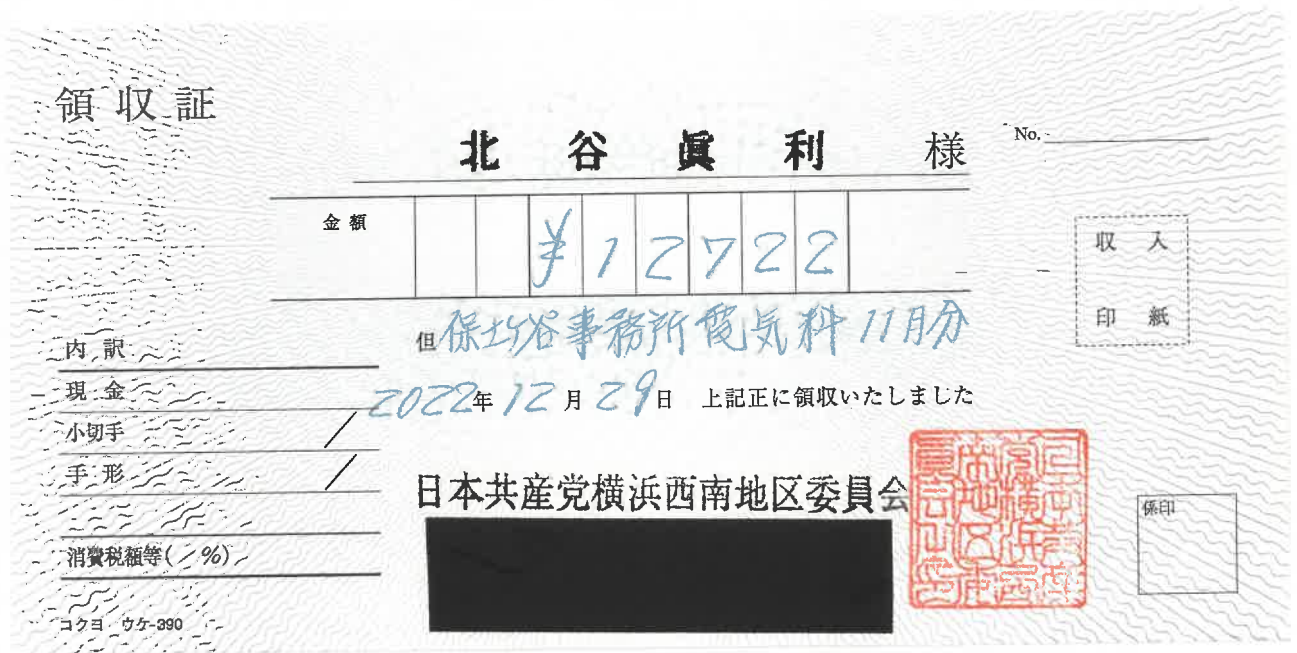 領収証
北谷眞利 様
No.
金額 ¥12722
収入
印紙
但 保土ケ谷事務所電気料 11月分
2022年12月29日 上記正に領収いたしました
内訳
現金
小切手 /
手形 /
消費税額等( / %)
コクヨ ウケ-390
日本共産党横浜西南地区委員会
係印